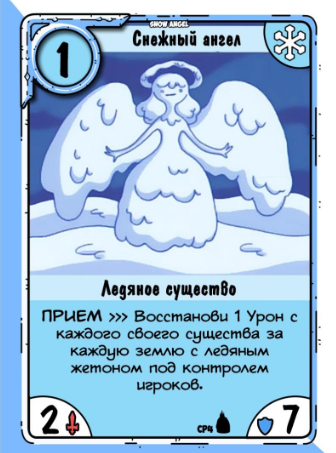 SNOW ANGEL
1
Снежный ангел
Ледяное существо
ПРИЕМ >>> Восстанови 1 Урон с
каждого своего существа за
каждую землю с ледяным
жетоном под контролем
игроков.
2
CP4
7